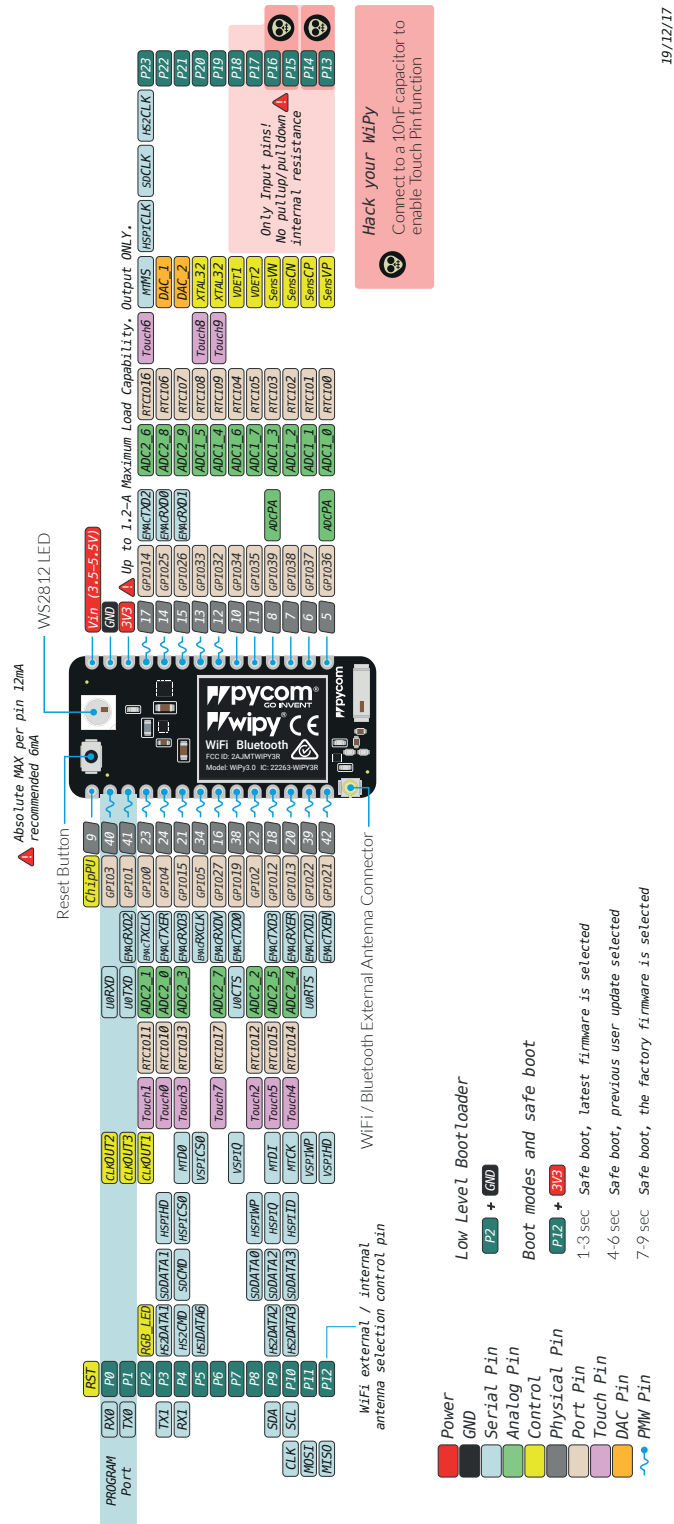 Absolute MAX per pin 12mA
recommended 6mA
Reset Button
WS2812 LED
RST ChipPU 9 Vin (3.5–5.5V)
PROGRAM
Port
RX0 P0 CLKOUT2 U0RXD GPIO3 40 GND
TX0 P1 CLKOUT3 U0TXD EMACRXD2 GPIO1 41 3V3 Up to 1.2-A Maximum Load Capability. Output ONLY.
P2 RGB_LED CLKOUT1 Touch1 RTCIO11 ADC2_1 EMACTXCLK GPIO0 23 17 GPIO14 EMACTXD2 ADC2_6 RTCIO16 Touch6 MTMS HSPICLK SDCLK HS2CLK P23
TX1 P3 HS2DATA1 SDDATA1 HSPIHD Touch0 RTCIO10 ADC2_0 EMACTXER GPIO4 24 14 GPIO25 EMACRXD0 ADC2_8 RTCIO6 DAC_1 P22
RX1 P4 HS2CMD SDCMD HSPICS0 MTDO Touch3 RTCIO13 ADC2_3 EMACRXD3 GPIO15 21 15 GPIO26 EMACRXD1 ADC2_9 RTCIO7 DAC_2 P21
P5 HS1DATA6 VSPICS0 EMACRXCLK GPIO5 34 13 GPIO33 ADC1_5 RTCIO8 Touch8 XTAL32 P20
P6 Touch7 RTCIO17 ADC2_7 EMACRXDV GPIO27 16 12 GPIO32 ADC1_4 RTCIO9 Touch9 XTAL32 P19
P7 VSPIQ U0CTS EMACTXD0 GPIO19 38 10 GPIO34 ADC1_6 RTCIO4 VDET1 P18
P8 SDDATA0 HSPIWP Touch2 RTCIO12 ADC2_2 GPIO2 22 11 GPIO35 ADC1_7 RTCIO5 VDET2 P17
SDA P9 HS2DATA2 SDDATA2 HSPIQ MTDI Touch5 RTCIO15 ADC2_5 EMACTXD3 GPIO12 18 8 GPIO39 ADCPA ADC1_3 RTCIO3 SensVN P16
CLK SCL P10 HS2DATA3 SDDATA3 HSPIID MTCK Touch4 RTCIO14 ADC2_4 EMACRXER GPIO13 20 7 GPIO38 ADC1_2 RTCIO2 SensCN P15
MOSI P11 VSPIWP U0RTS EMACTXD1 GPIO22 39 6 GPIO37 ADC1_1 RTCIO1 SensCP P14
MISO P12 VSPIHD EMACTXEN GPIO21 42 5 GPIO36 ADCPA ADC1_0 RTCIO0 SensVP P13
Only Input pins!
No pullup/pulldown
internal resistance
pycom
GO INVENT
wipy CE
WiFi Bluetooth
FCC ID: 2AJMTWIPY3R
Model: WiPy3.0 IC: 22263-WIPY3R
pycom
WiFi external / internal
antenna selection control pin
WiFi / Bluetooth External Antenna Connector
Hack your WiPy
Connect to a 10nF capacitor to
enable Touch Pin function
Power
GND
Serial Pin
Analog Pin
Control
Physical Pin
Port Pin
Touch Pin
DAC Pin
PMW Pin
Low Level Bootloader
P2 + GND
Boot modes and safe boot
P12 + 3V3
1-3 sec Safe boot, latest firmware is selected
4-6 sec Safe boot, previous user update selected
7-9 sec Safe boot, the factory firmware is selected
19/12/17